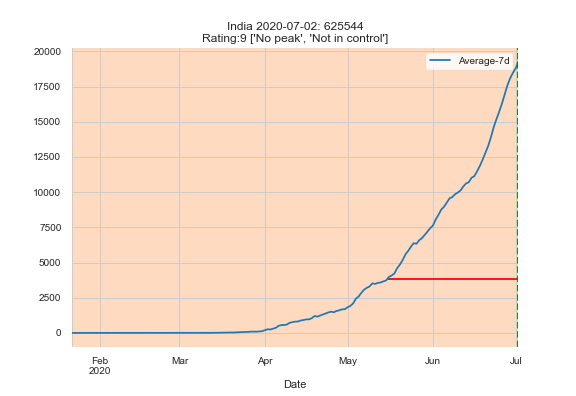 India 2020-07-02: 625544
Rating:9 ['No peak', 'Not in control']
Average-7d
20000
17500
15000
12500
10000
7500
5000
2500
0
Feb
2020
Mar
Apr
May
Jun
Jul
Date